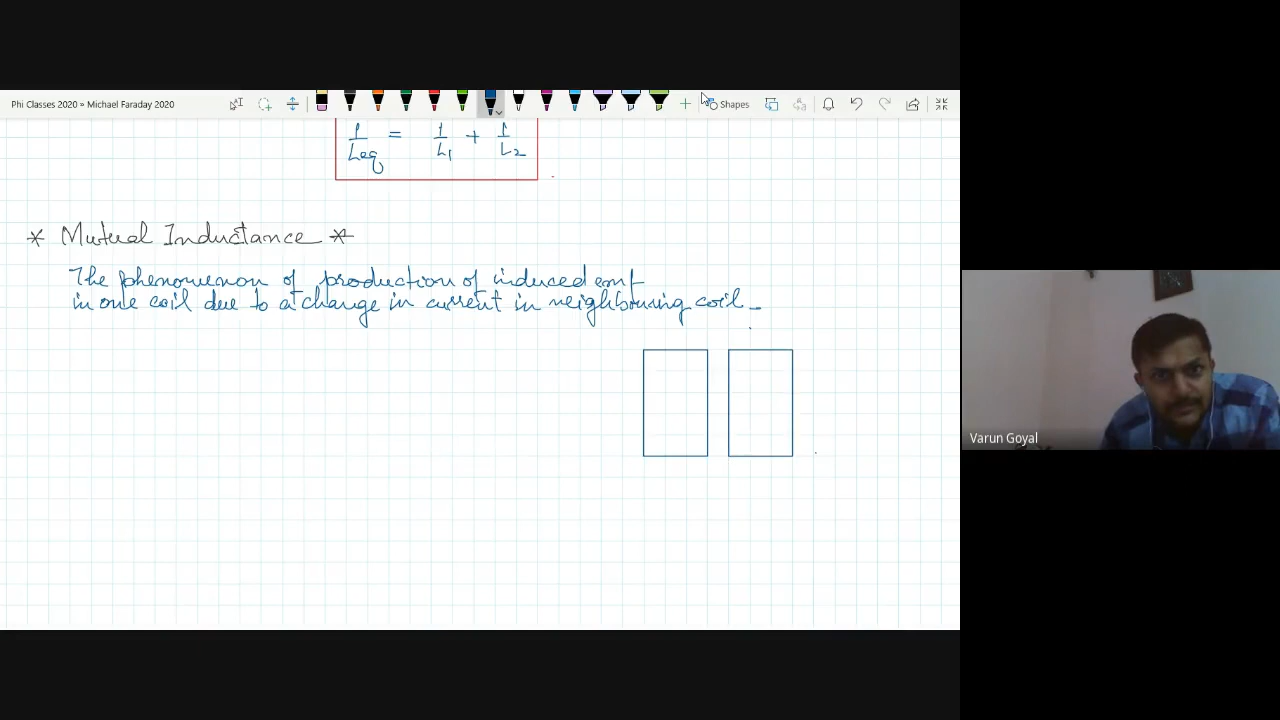 Phi Classes 2020 » Michael Faraday 2020
Shapes
1/Leq = 1/L1 + 1/L2
* Mutual Inductance *
The phenomenon of production of induced emf
in one coil due to a change in current in neighbouring coil -
Varun Goyal